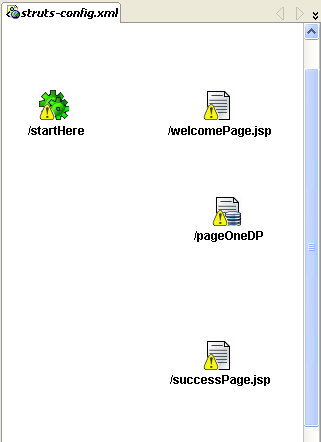 struts-config.xml
/startHere
/welcomePage.jsp
/pageOneDP
/successPage.jsp